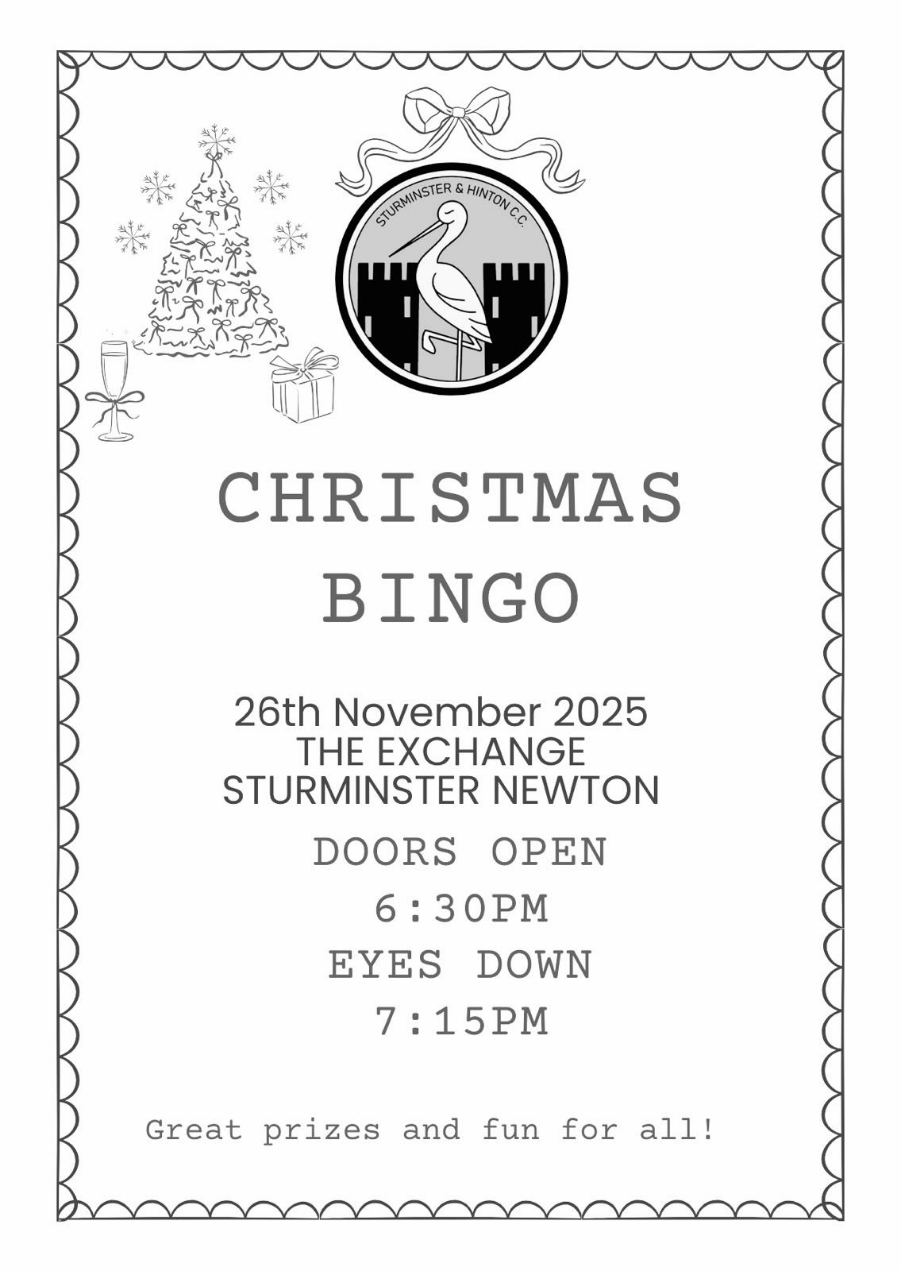 STURMINSTER & HINTON C.C.
CHRISTMAS
BINGO
26th November 2025
THE EXCHANGE
STURMINSTER NEWTON
DOORS OPEN
6:30PM
EYES DOWN
7:15PM
Great prizes and fun for all!